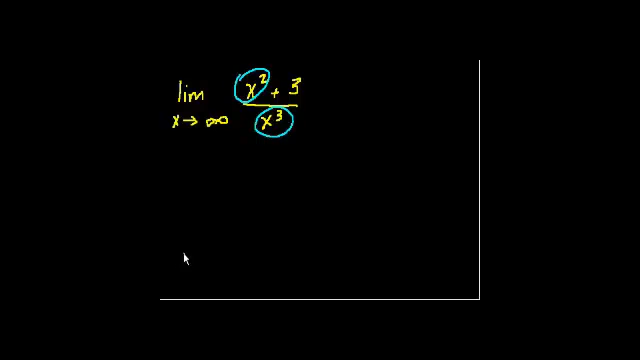 lim x² + 3
x → ∞ x³